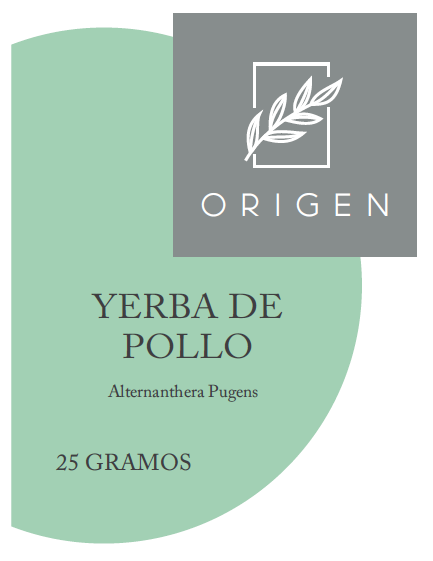 ORIGEN
YERBA DE
POLLO
Alternanthera Pugens
25 GRAMOS